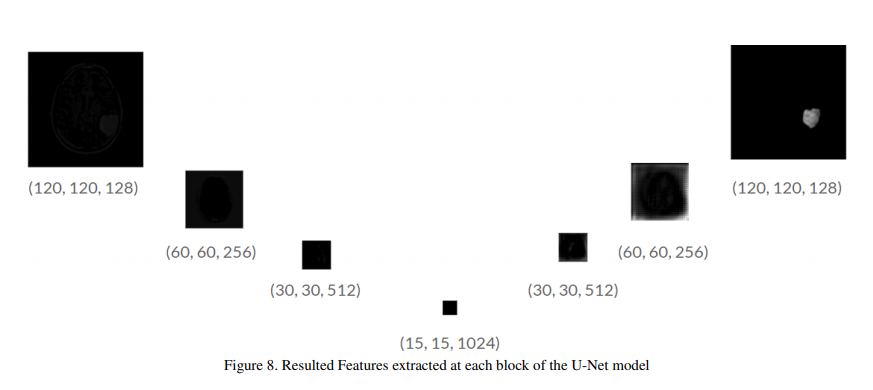 (120, 120, 128)
(120, 120, 128)
(60, 60, 256)
(60, 60, 256)
(30, 30, 512)
(30, 30, 512)
(15, 15, 1024)
Figure 8. Resulted Features extracted at each block of the U-Net model